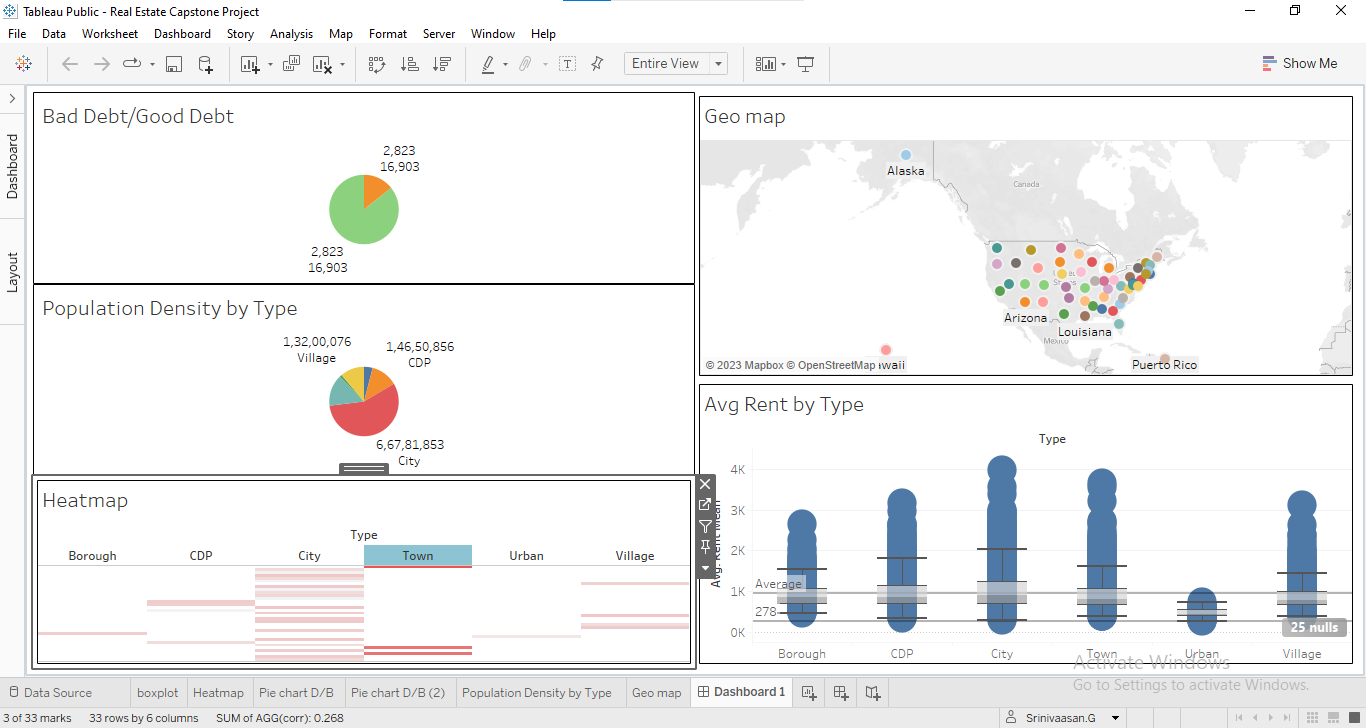 Tableau Public - Real Estate Capstone Project
File Data Worksheet Dashboard Story Analysis Map Format Server Window Help
Entire View
Show Me
Dashboard
Layout
Bad Debt/Good Debt
2,823
16,903
2,823
16,903
Population Density by Type
1,32,00,076
Village
1,46,50,856
CDP
6,67,81,853
City
Heatmap
Type
Borough CDP City Town Urban Village
Geo map
Alaska
Canada
United
States
Arizona
Louisiana
Mexico
Puerto Rico
© 2023 Mapbox © OpenStreetMap
waii
Avg Rent by Type
Type
Avg. Rent Mean
4K
3K
2K
1K
0K
Average
278
25 nulls
Borough CDP City Town Urban Village
Activate Windows
Go to Settings to activate Windows.
Data Source boxplot Heatmap Pie chart D/B Pie chart D/B (2) Population Density by Type Geo map Dashboard 1
3 of 33 marks 33 rows by 6 columns SUM of AGG(corr): 0.268
Srinivaasan.G